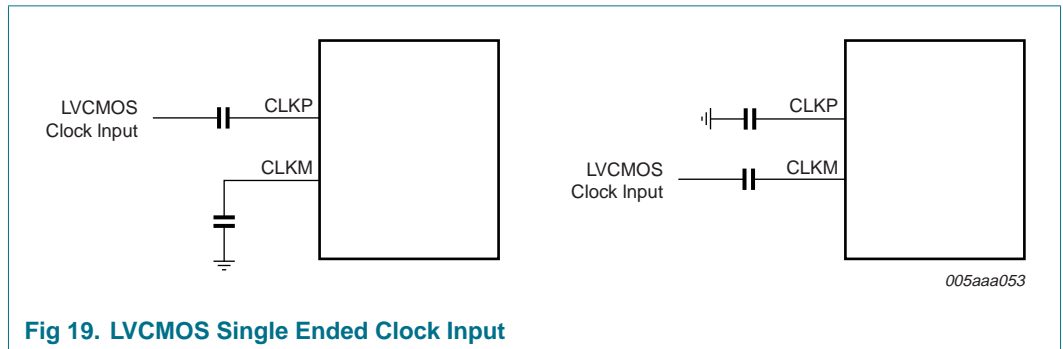 LVCMOS
Clock Input
CLKP
CLKM
CLKP
LVCMOS
Clock Input
CLKM
005aaa053
Fig 19. LVCMOS Single Ended Clock Input